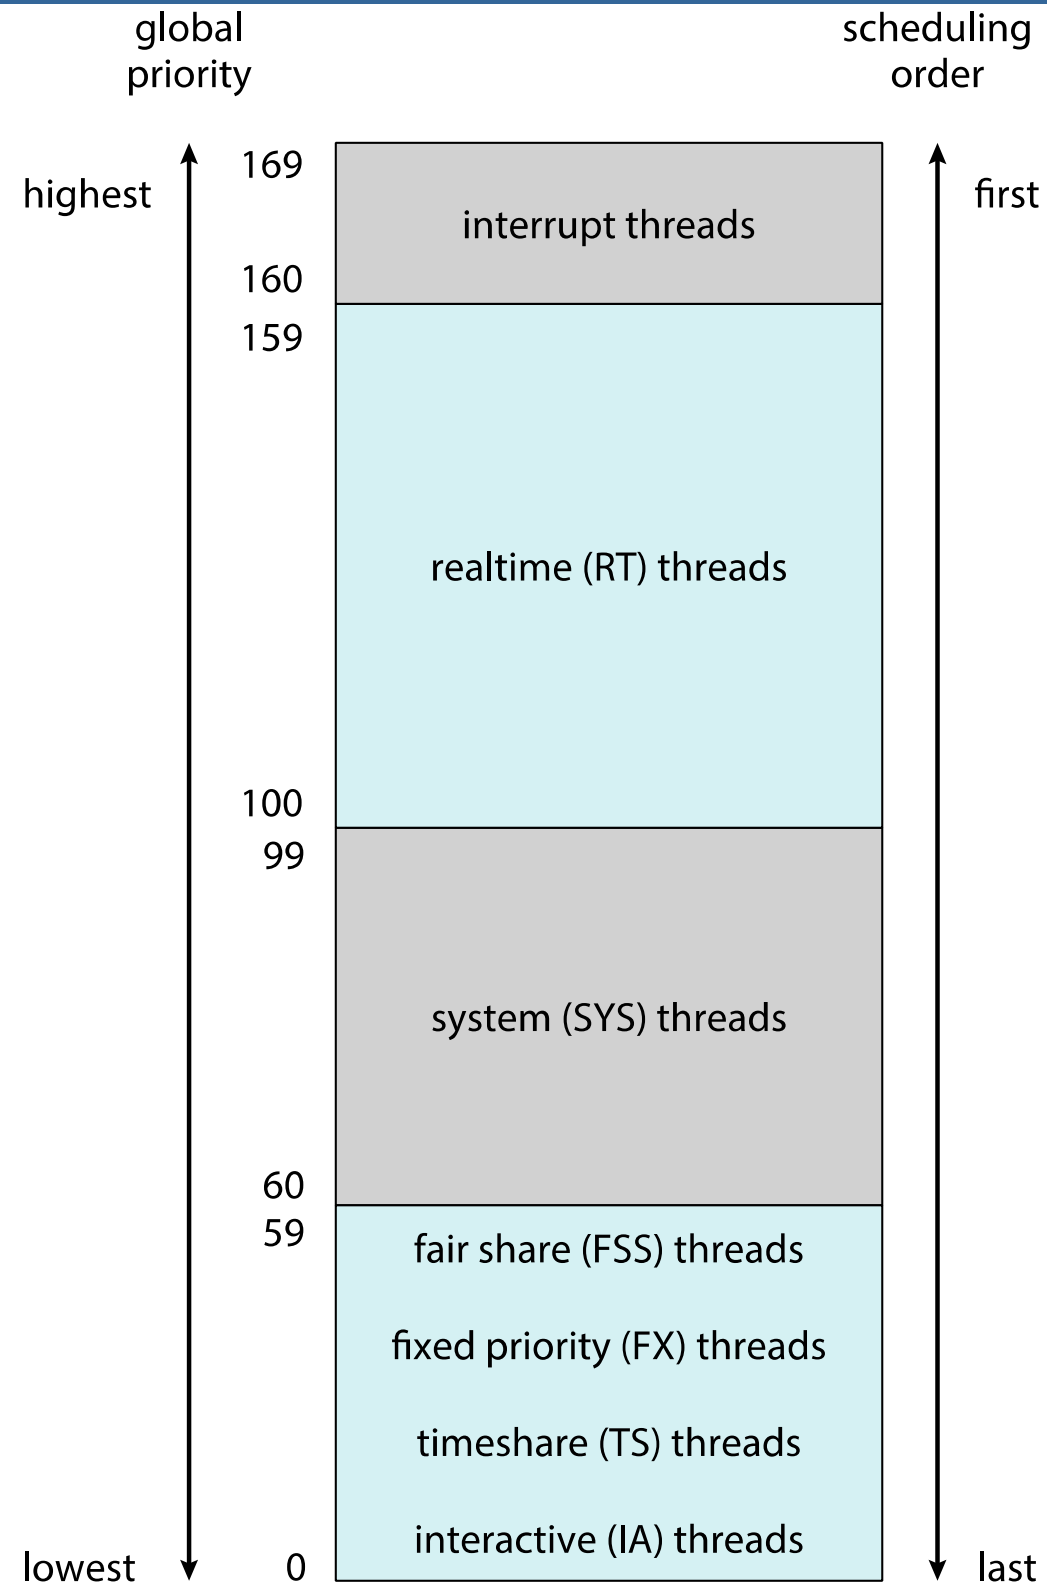 global
priority
scheduling
order
highest
169
first
interrupt threads
160
159
realtime (RT) threads
100
99
system (SYS) threads
60
59
fair share (FSS) threads
fixed priority (FX) threads
timeshare (TS) threads
interactive (IA) threads
lowest
0
last